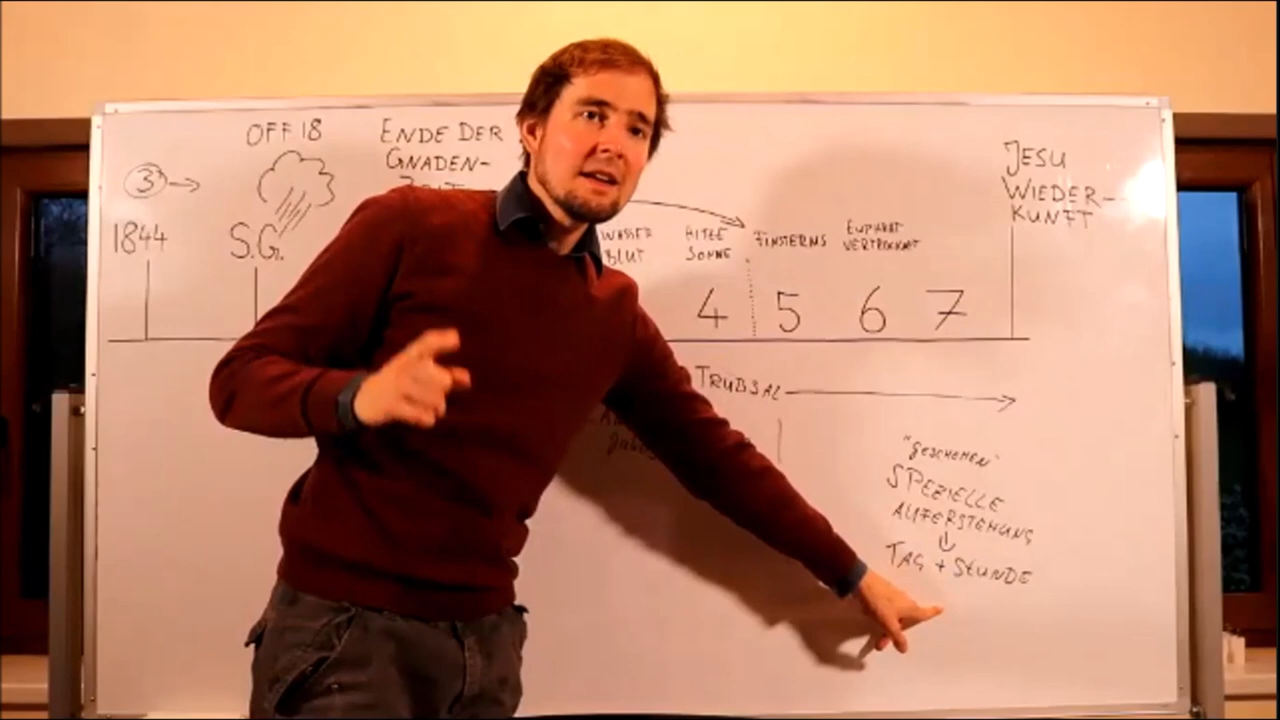 OFF 18
ENDE DER
GNADEN-
ZEIT
3
JESU
WIEDER-
KUNFT
1844
S.G.
WASSER
BLUT
HITZE
SONNE
FINSTERNIS
EUPHRAT
VERTROCKNET
4 5 6 7
TRÜBSAL
"GESCHEHEN"
SPEZIELLE
AUFERSTEHUNG
TAG + STUNDE